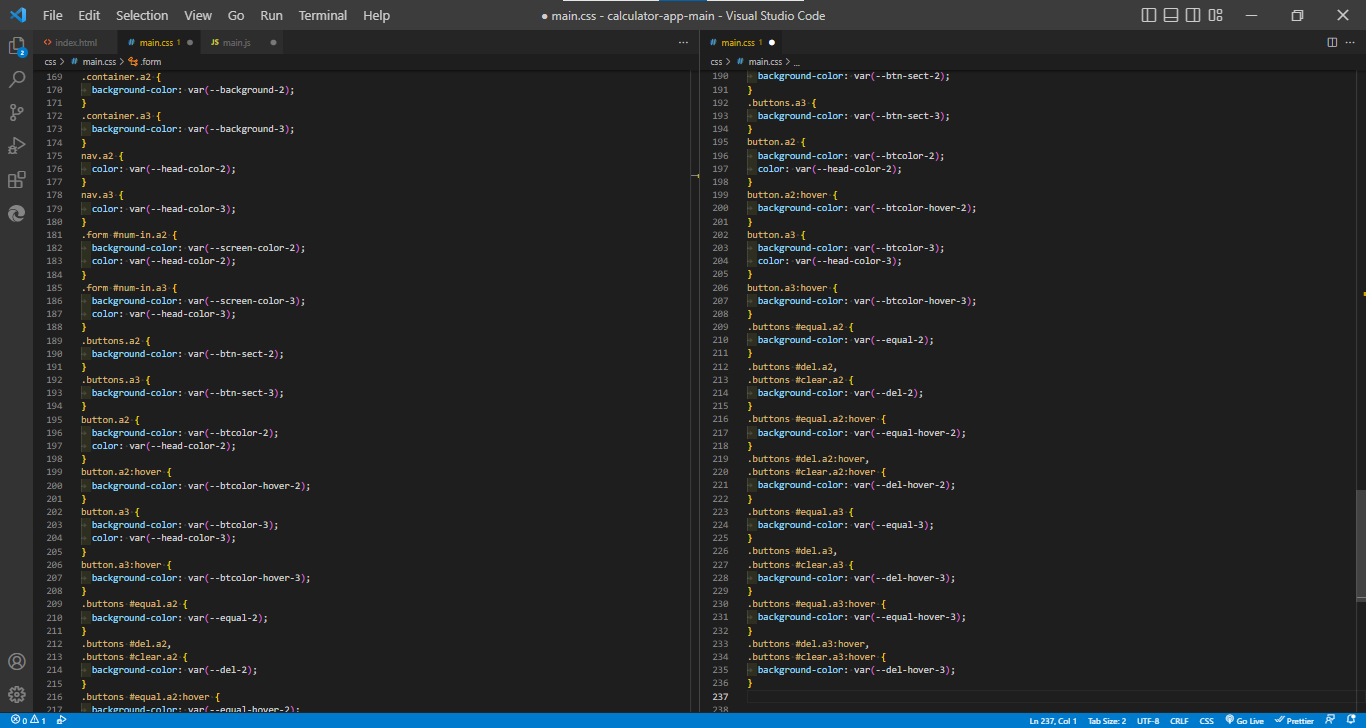 File Edit Selection View Go Run Terminal Help
● main.css - calculator-app-main - Visual Studio Code
2
<> index.html
# main.css 1 ●
JS main.js ●
···
css > # main.css > .form
169 .container.a2 {
170 background-color: var(--background-2);
171 }
172 .container.a3 {
173 background-color: var(--background-3);
174 }
175 nav.a2 {
176 color: var(--head-color-2);
177 }
178 nav.a3 {
179 color: var(--head-color-3);
180 }
181 .form #num-in.a2 {
182 background-color: var(--screen-color-2);
183 color: var(--head-color-2);
184 }
185 .form #num-in.a3 {
186 background-color: var(--screen-color-3);
187 color: var(--head-color-3);
188 }
189 .buttons.a2 {
190 background-color: var(--btn-sect-2);
191 }
192 .buttons.a3 {
193 background-color: var(--btn-sect-3);
194 }
195 button.a2 {
196 background-color: var(--btcolor-2);
197 color: var(--head-color-2);
198 }
199 button.a2:hover {
200 background-color: var(--btcolor-hover-2);
201 }
202 button.a3 {
203 background-color: var(--btcolor-3);
204 color: var(--head-color-3);
205 }
206 button.a3:hover {
207 background-color: var(--btcolor-hover-3);
208 }
209 .buttons #equal.a2 {
210 background-color: var(--equal-2);
211 }
212 .buttons #del.a2,
213 .buttons #clear.a2 {
214 background-color: var(--del-2);
215 }
216 .buttons #equal.a2:hover {
217 background-color: var(--equal-hover-2);
# main.css 1 ●
···
css > # main.css > ...
190 background-color: var(--btn-sect-2);
191 }
192 .buttons.a3 {
193 background-color: var(--btn-sect-3);
194 }
195 button.a2 {
196 background-color: var(--btcolor-2);
197 color: var(--head-color-2);
198 }
199 button.a2:hover {
200 background-color: var(--btcolor-hover-2);
201 }
202 button.a3 {
203 background-color: var(--btcolor-3);
204 color: var(--head-color-3);
205 }
206 button.a3:hover {
207 background-color: var(--btcolor-hover-3);
208 }
209 .buttons #equal.a2 {
210 background-color: var(--equal-2);
211 }
212 .buttons #del.a2,
213 .buttons #clear.a2 {
214 background-color: var(--del-2);
215 }
216 .buttons #equal.a2:hover {
217 background-color: var(--equal-hover-2);
218 }
219 .buttons #del.a2:hover,
220 .buttons #clear.a2:hover {
221 background-color: var(--del-hover-2);
222 }
223 .buttons #equal.a3 {
224 background-color: var(--equal-3);
225 }
226 .buttons #del.a3,
227 .buttons #clear.a3 {
228 background-color: var(--del-hover-3);
229 }
230 .buttons #equal.a3:hover {
231 background-color: var(--equal-hover-3);
232 }
233 .buttons #del.a3:hover,
234 .buttons #clear.a3:hover {
235 background-color: var(--del-hover-3);
236 }
237
238
0 1
Ln 237, Col 1 Tab Size: 2 UTF-8 CRLF CSS Go Live Prettier